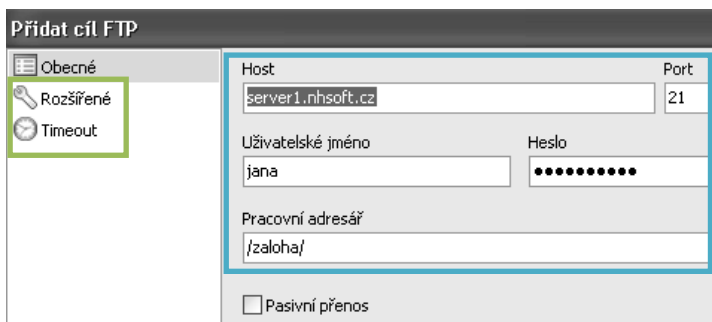 Přidat cíl FTP
Obecné
Rozšířené
Timeout
Host Port
server1.nhsoft.cz 21
Uživatelské jméno Heslo
jana ●●●●●●●●●●
Pracovní adresář
/zaloha/
Pasivní přenos